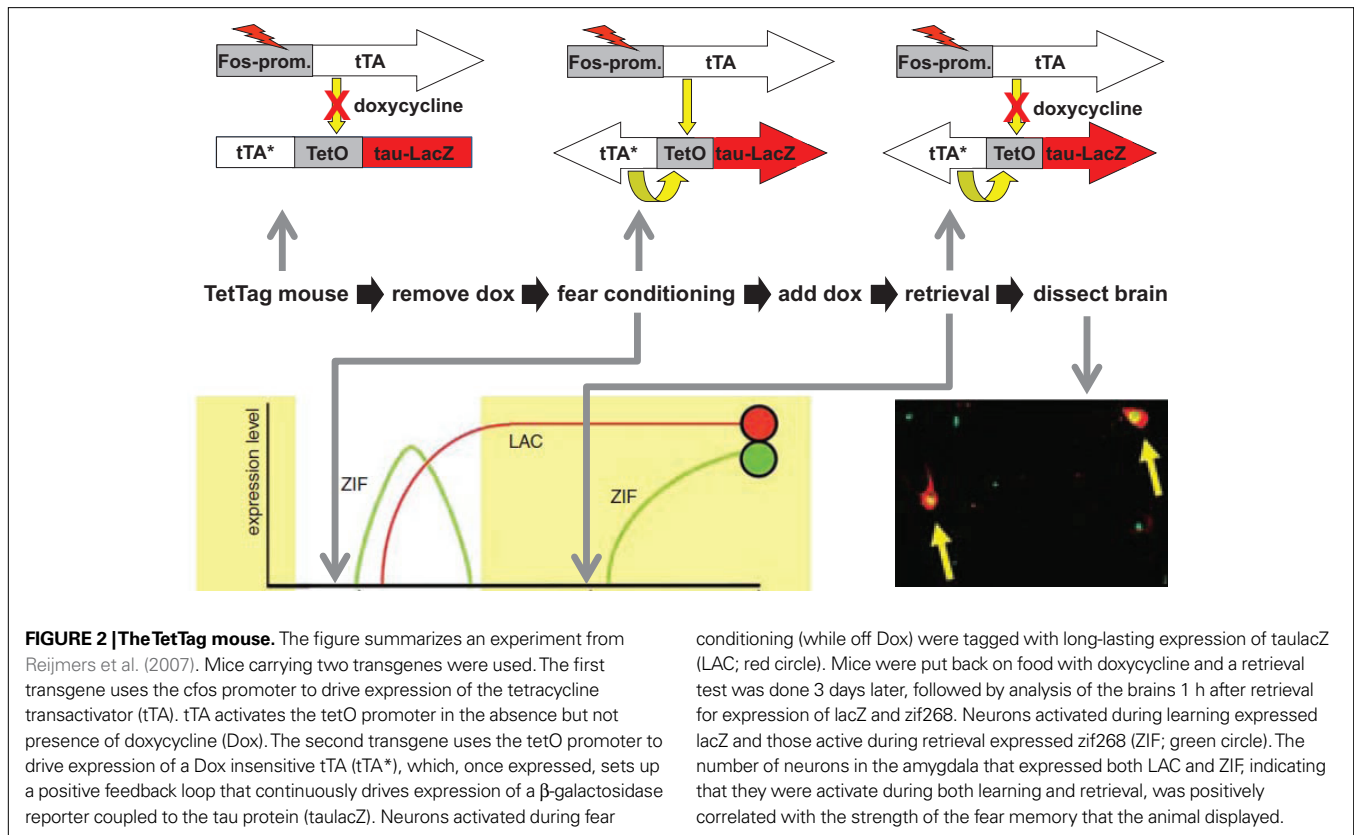 Fos-prom. tTA
doxycycline
tTA* TetO tau-LacZ
Fos-prom. tTA
tTA* TetO tau-LacZ
Fos-prom. tTA
doxycycline
tTA* TetO tau-LacZ
TetTag mouse remove dox fear conditioning add dox retrieval dissect brain
expression level
ZIF
LAC
ZIF
FIGURE 2 | The TetTag mouse. The figure summarizes an experiment from
Reijmers et al. (2007). Mice carrying two transgenes were used. The first
transgene uses the cfos promoter to drive expression of the tetracycline
transactivator (tTA). tTA activates the tetO promoter in the absence but not
presence of doxycycline (Dox). The second transgene uses the tetO promoter to
drive expression of a Dox insensitive tTA (tTA*), which, once expressed, sets up
a positive feedback loop that continuously drives expression of a β-galactosidase
reporter coupled to the tau protein (taulacZ). Neurons activated during fear
conditioning (while off Dox) were tagged with long-lasting expression of taulacZ
(LAC; red circle). Mice were put back on food with doxycycline and a retrieval
test was done 3 days later, followed by analysis of the brains 1 h after retrieval
for expression of lacZ and zif268. Neurons activated during learning expressed
lacZ and those active during retrieval expressed zif268 (ZIF; green circle). The
number of neurons in the amygdala that expressed both LAC and ZIF, indicating
that they were activate during both learning and retrieval, was positively
correlated with the strength of the fear memory that the animal displayed.